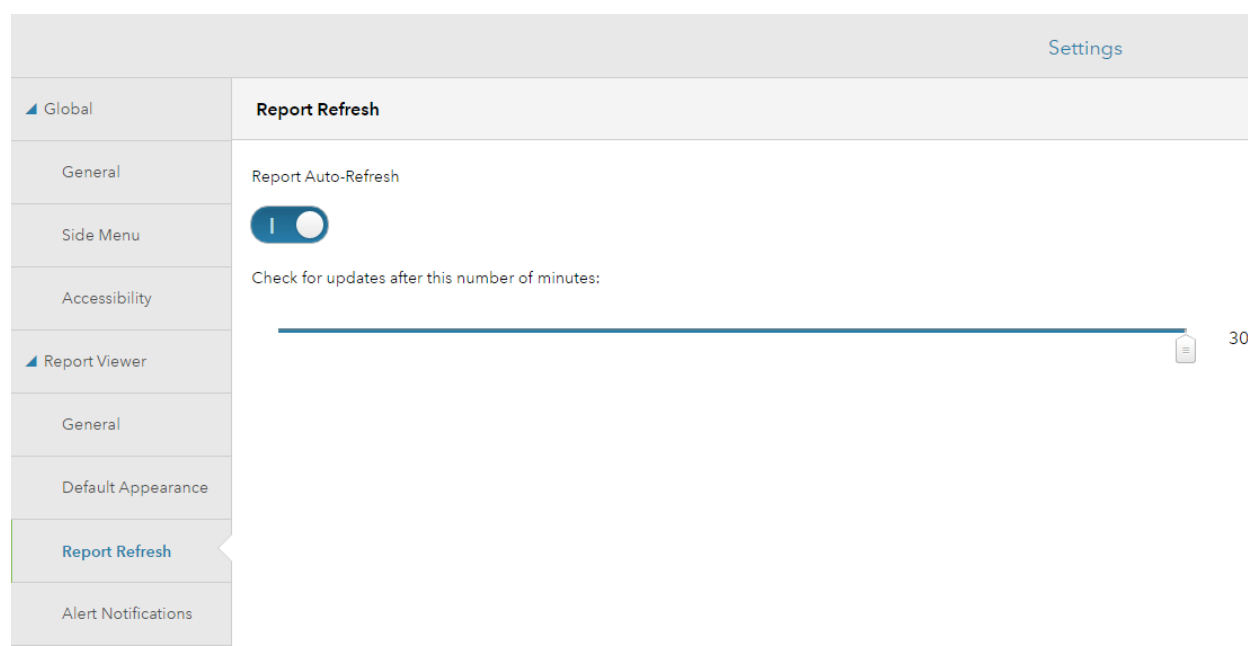 Settings
Global
Report Refresh
General
Report Auto-Refresh
Side Menu
Check for updates after this number of minutes:
Accessibility
30
Report Viewer
General
Default Appearance
Report Refresh
Alert Notifications